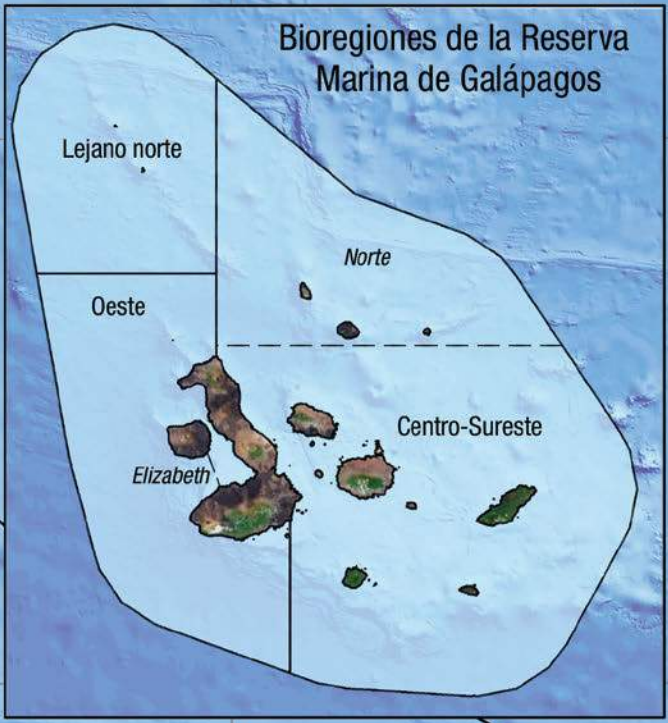 Bioregiones de la Reserva
Marina de Galápagos
Lejano norte
Norte
Oeste
Centro-Sureste
Elizabeth